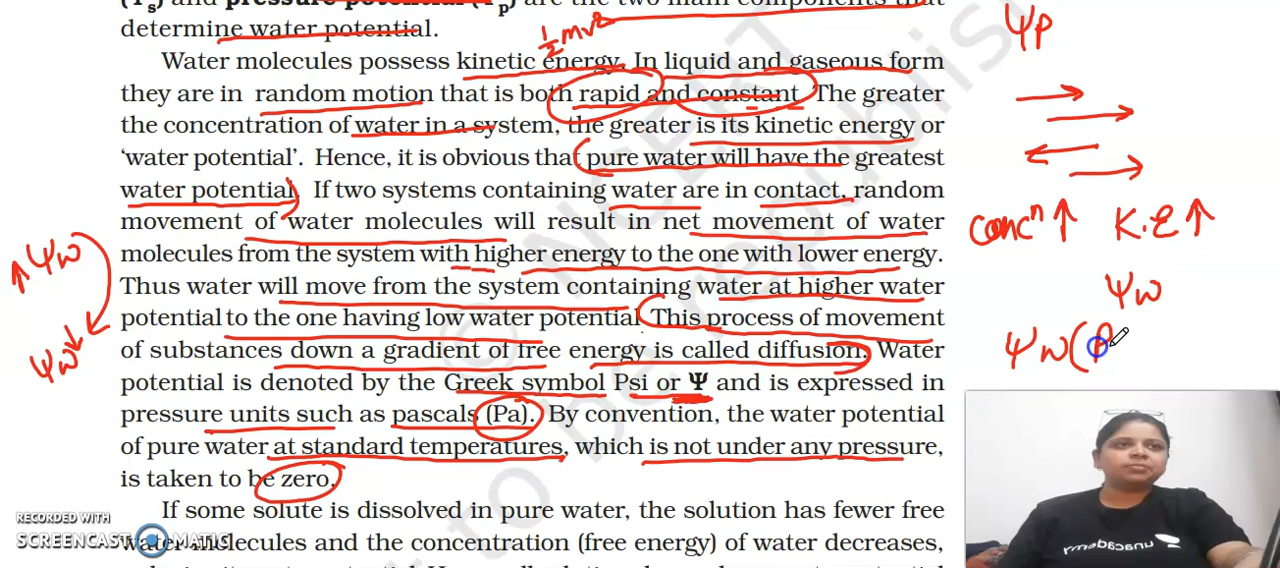 (Ψs) and pressure potential (Ψp) are the two main components that
determine water potential.
½mv²
Water molecules possess kinetic energy. In liquid and gaseous form
they are in random motion that is both rapid and constant. The greater
the concentration of water in a system, the greater is its kinetic energy or
‘water potential’. Hence, it is obvious that pure water will have the greatest
water potential. If two systems containing water are in contact, random
movement of water molecules will result in net movement of water
molecules from the system with higher energy to the one with lower energy.
Thus water will move from the system containing water at higher water
potential to the one having low water potential. This process of movement
of substances down a gradient of free energy is called diffusion. Water
potential is denoted by the Greek symbol Psi or Ψ and is expressed in
pressure units such as pascals (Pa). By convention, the water potential
of pure water at standard temperatures, which is not under any pressure,
is taken to be zero.
If some solute is dissolved in pure water, the solution has fewer free
water molecules and the concentration (free energy) of water decreases,
↑Ψw
Ψw↓
Ψp
concⁿ ↑ K.E ↑
Ψw
Ψw (P
© NCERT
not to be republished
RECORDED WITH
SCREENCAST MATIC
unacademy